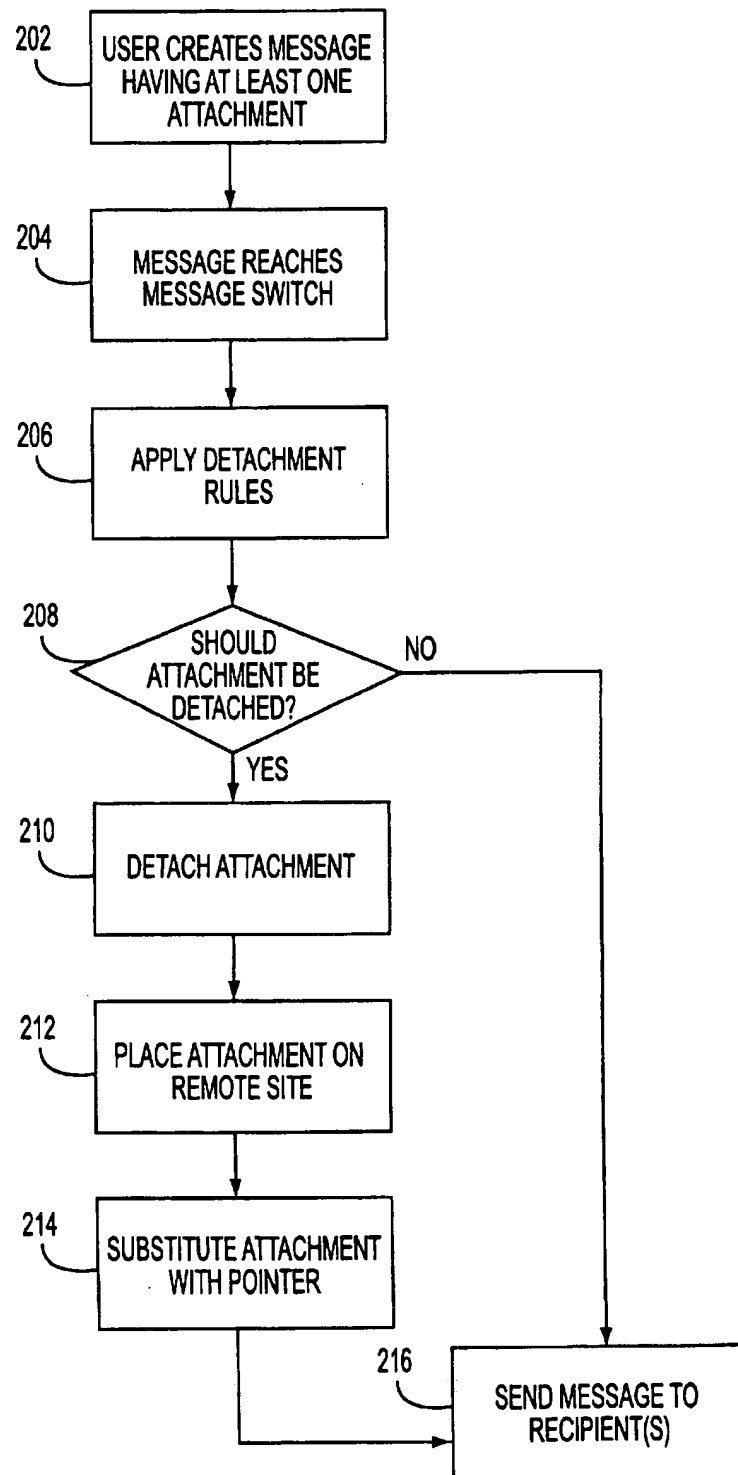 202
USER CREATES MESSAGE
HAVING AT LEAST ONE
ATTACHMENT
204
MESSAGE REACHES
MESSAGE SWITCH
206
APPLY DETACHMENT
RULES
208
SHOULD
ATTACHMENT BE
DETACHED?
NO
YES
210
DETACH ATTACHMENT
212
PLACE ATTACHMENT ON
REMOTE SITE
214
SUBSTITUTE ATTACHMENT
WITH POINTER
216
SEND MESSAGE TO
RECIPIENT(S)